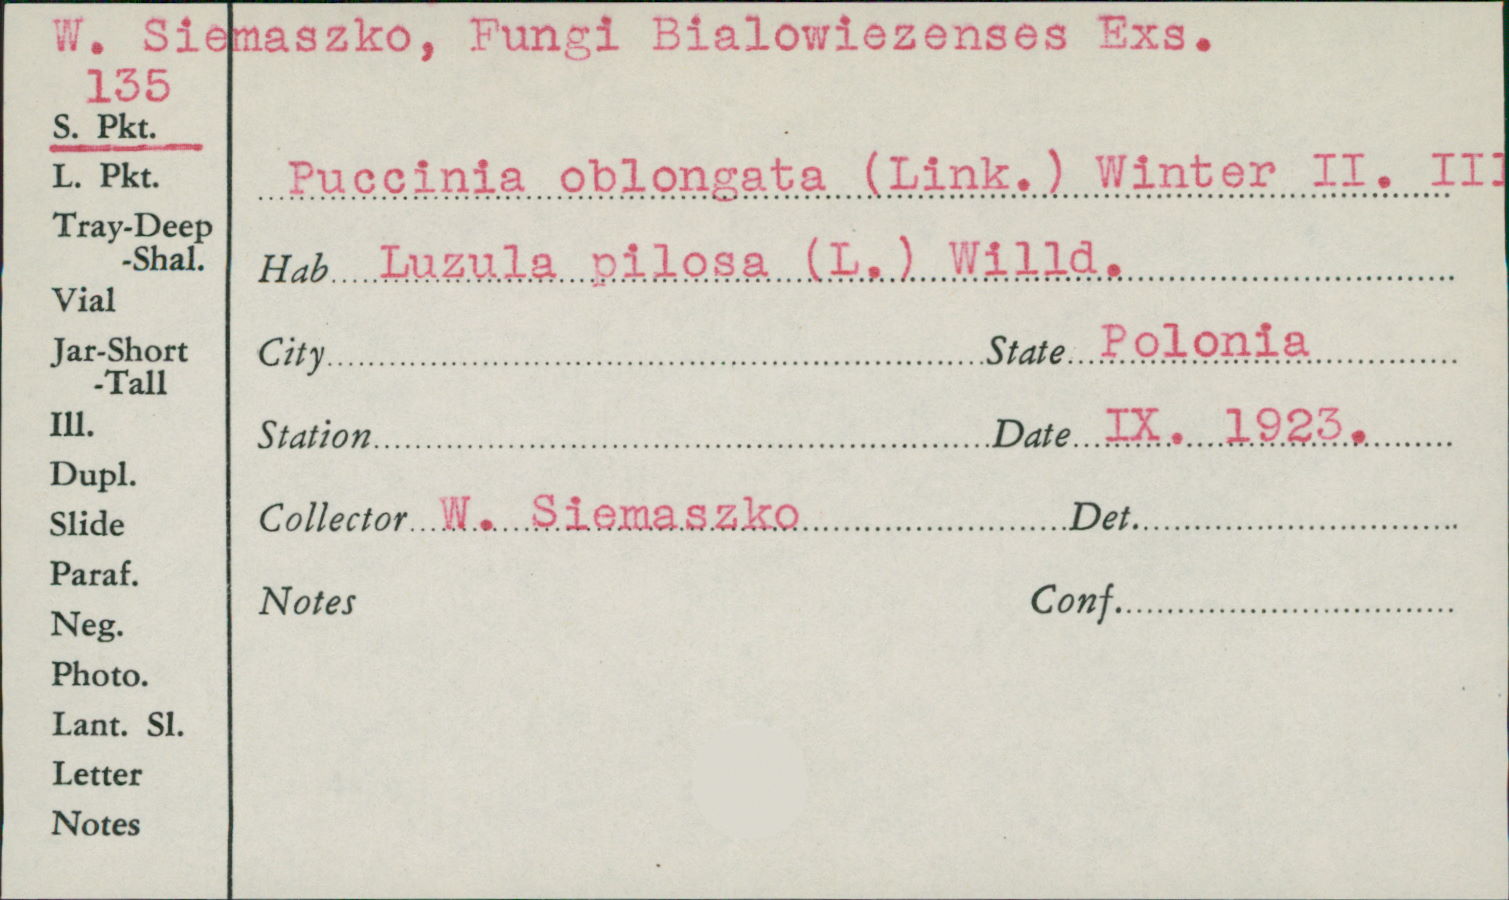 W. Siemaszko, Fungi Bialowiezenses Exs.
135
S. Pkt.
L. Pkt.
Tray-Deep
-Shal.
Vial
Jar-Short
-Tall
Ill.
Dupl.
Slide
Paraf.
Neg.
Photo.
Lant. Sl.
Letter
Notes
Puccinia oblongata (Link.) Winter II. III
Hab Luzula pilosa (L.) Willd.
City State Polonia
Station Date IX. 1923.
Collector W. Siemaszko Det.
Notes Conf.